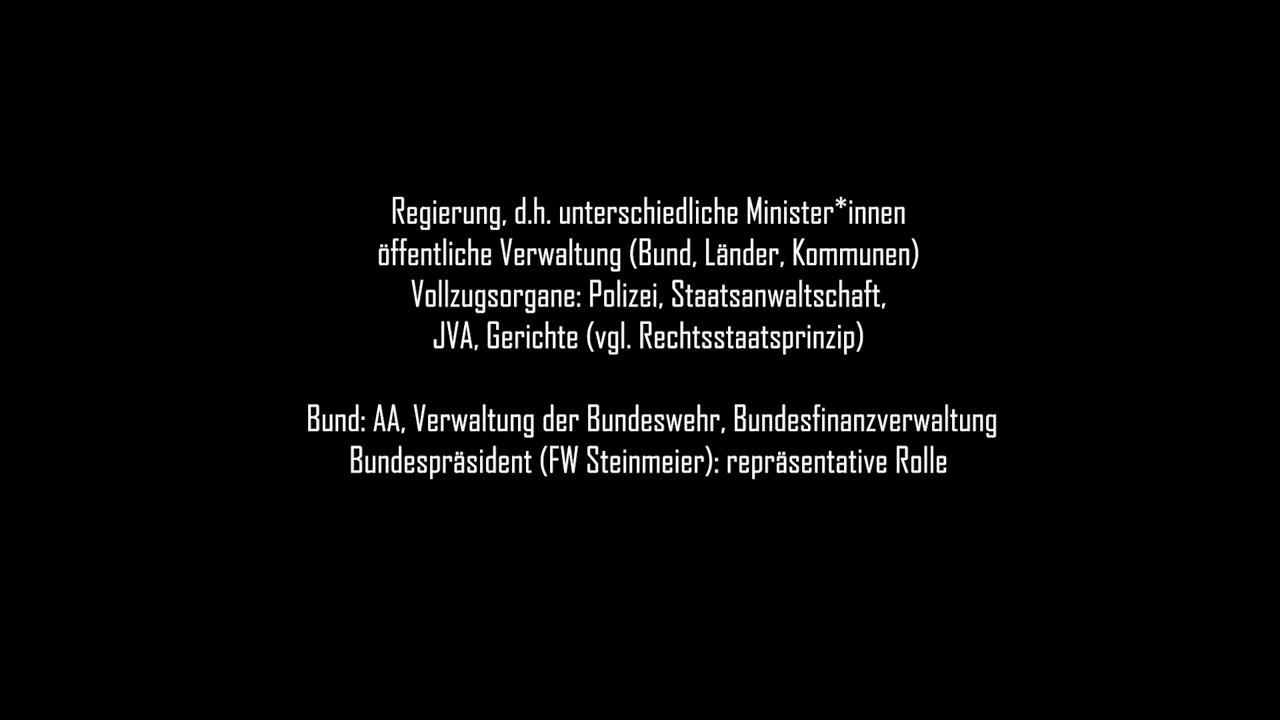 Regierung, d.h. unterschiedliche Minister*innen
öffentliche Verwaltung (Bund, Länder, Kommunen)
Vollzugsorgane: Polizei, Staatsanwaltschaft,
JVA, Gerichte (vgl. Rechtsstaatsprinzip)
Bund: AA, Verwaltung der Bundeswehr, Bundesfinanzverwaltung
Bundespräsident (FW Steinmeier): repräsentative Rolle